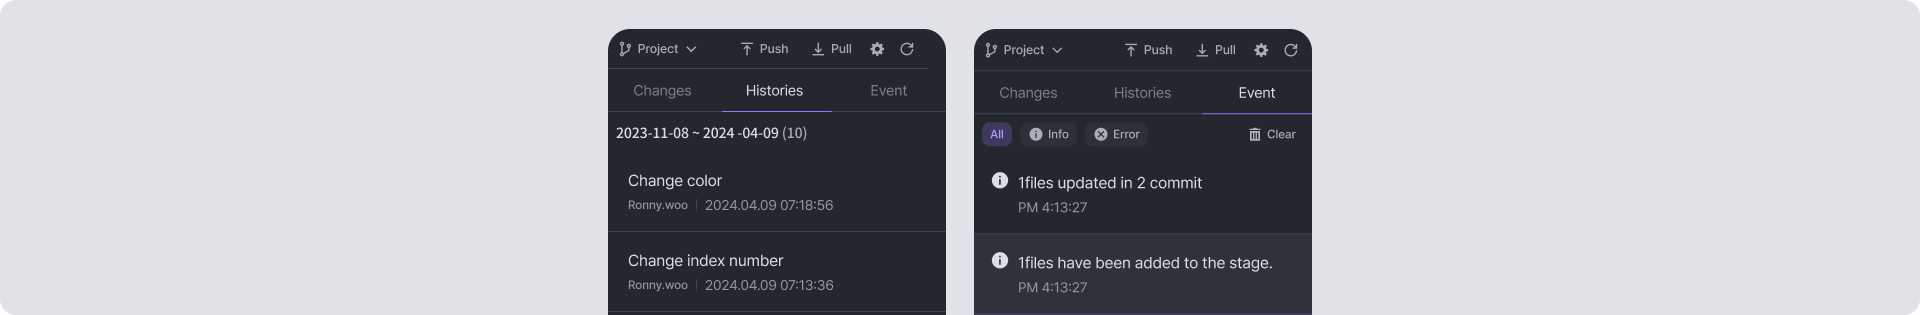 Project Push Pull
Changes Histories Event
2023-11-08 ~ 2024 -04-09 (10)
Change color
Ronny.woo 2024.04.09 07:18:56
Change index number
Ronny.woo 2024.04.09 07:13:36
Project Push Pull
Changes Histories Event
All Info Error Clear
1files updated in 2 commit
PM 4:13:27
1files have been added to the stage.
PM 4:13:27